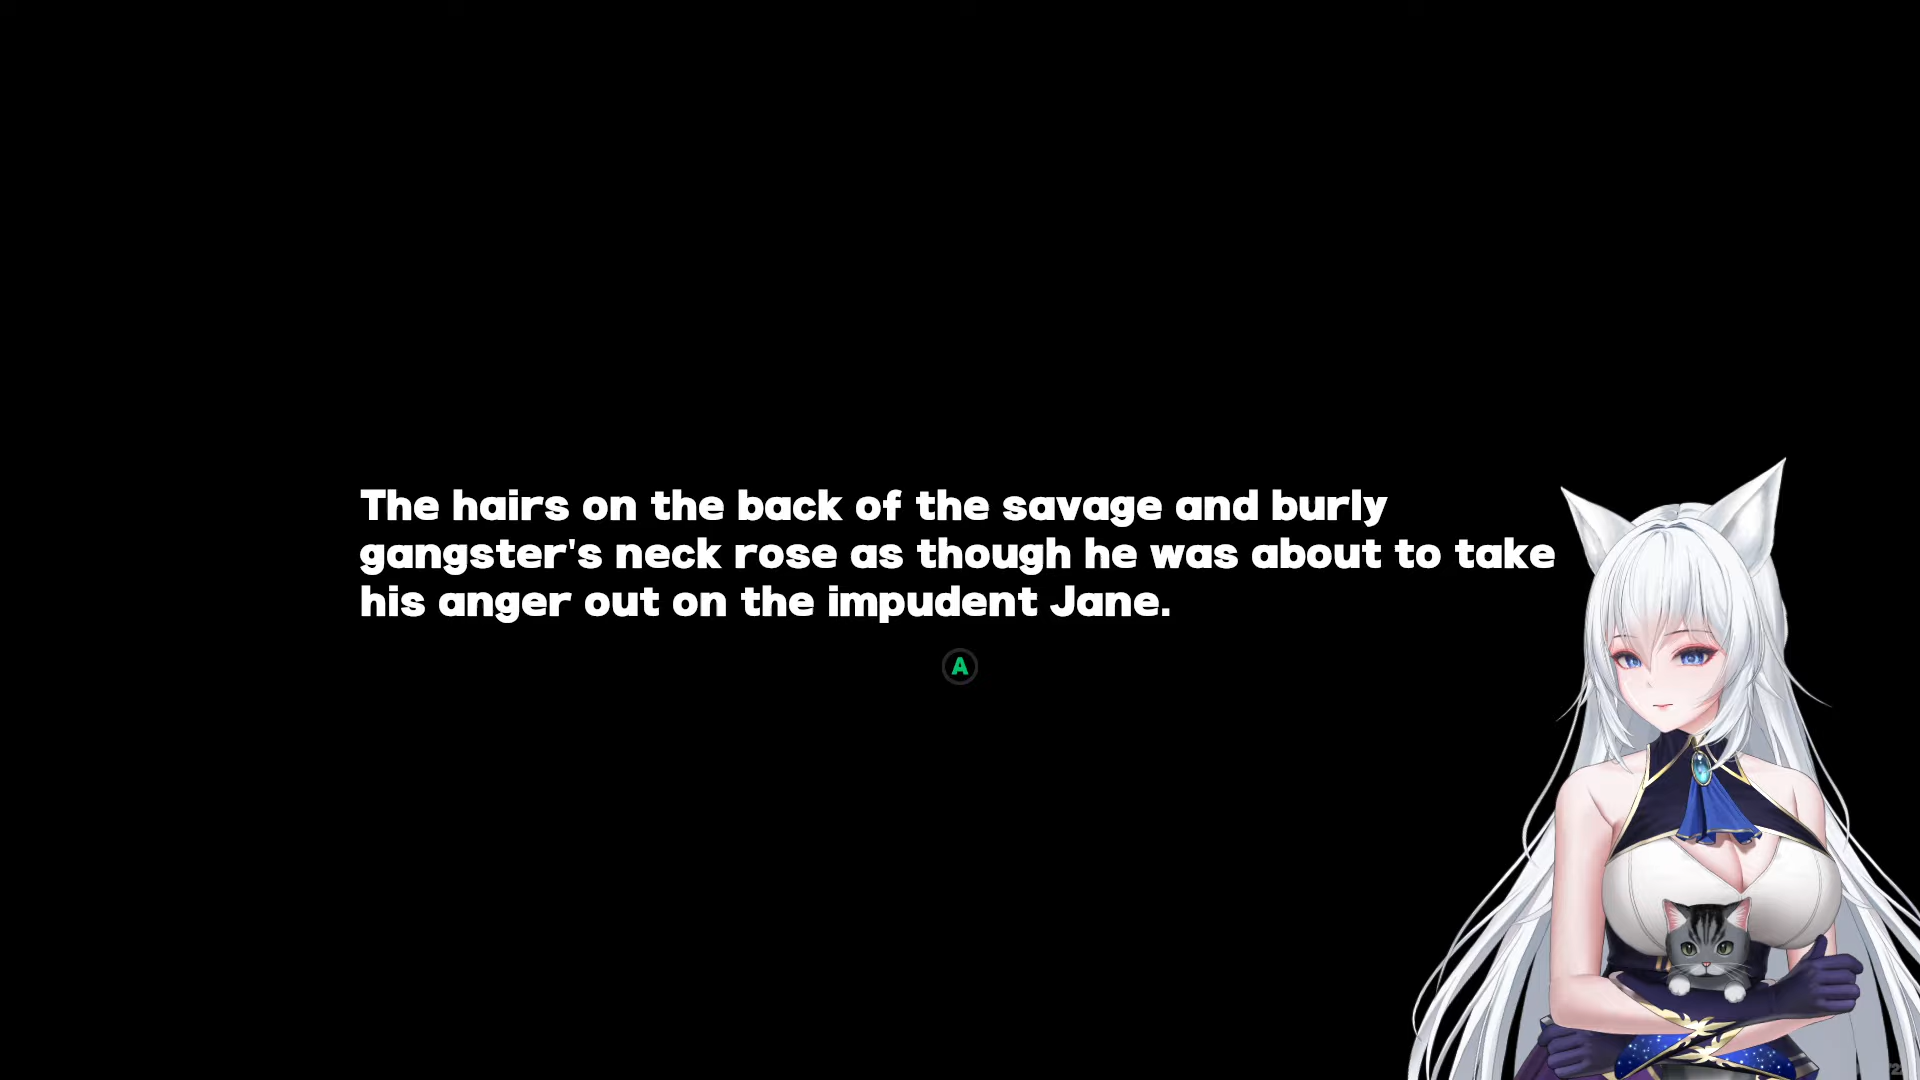 The hairs on the back of the savage and burly
gangster's neck rose as though he was about to take
his anger out on the impudent Jane.
A